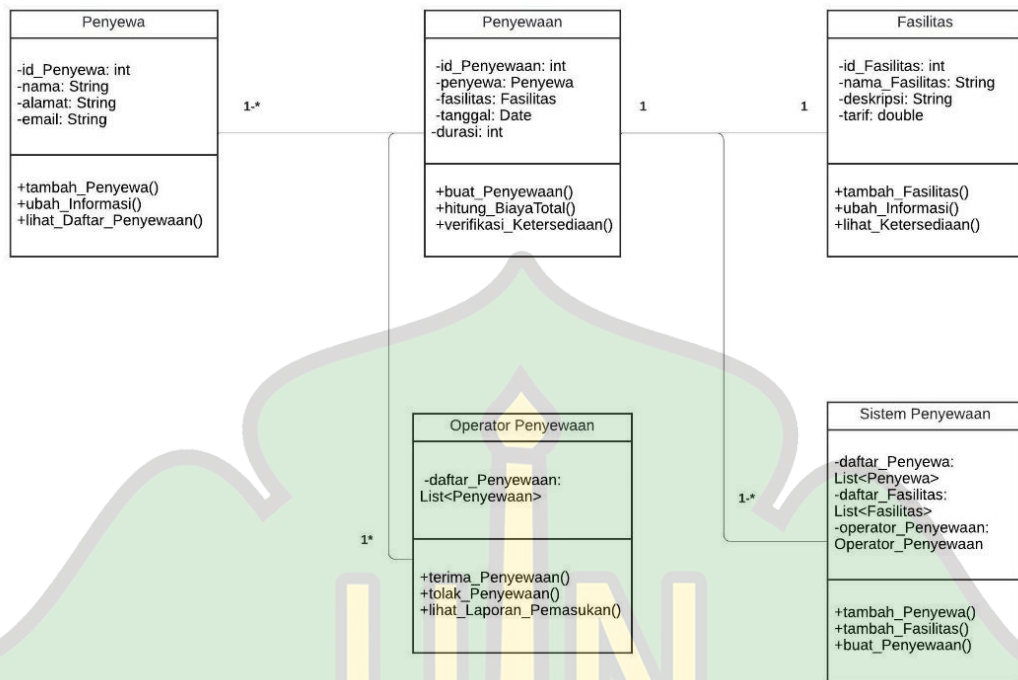 Penyewa
-id_Penyewa: int
-nama: String
-alamat: String
-email: String
+tambah_Penyewa()
+ubah_Informasi()
+lihat_Daftar_Penyewaan()
1-*
Penyewaan
-id_Penyewaan: int
-penyewa: Penyewa
-fasilitas: Fasilitas
-tanggal: Date
-durasi: int
+buat_Penyewaan()
+hitung_BiayaTotal()
+verifikasi_Ketersediaan()
1
1
Fasilitas
-id_Fasilitas: int
-nama_Fasilitas: String
-deskripsi: String
-tarif: double
+tambah_Fasilitas()
+ubah_Informasi()
+lihat_Ketersediaan()
1*
Operator Penyewaan
-daftar_Penyewaan:
List<Penyewaan>
+terima_Penyewaan()
+tolak_Penyewaan()
+lihat_Laporan_Pemasukan()
1-*
Sistem Penyewaan
-daftar_Penyewa:
List<Penyewa>
-daftar_Fasilitas:
List<Fasilitas>
-operator_Penyewaan:
Operator_Penyewaan
+tambah_Penyewa()
+tambah_Fasilitas()
+buat_Penyewaan()
UIN